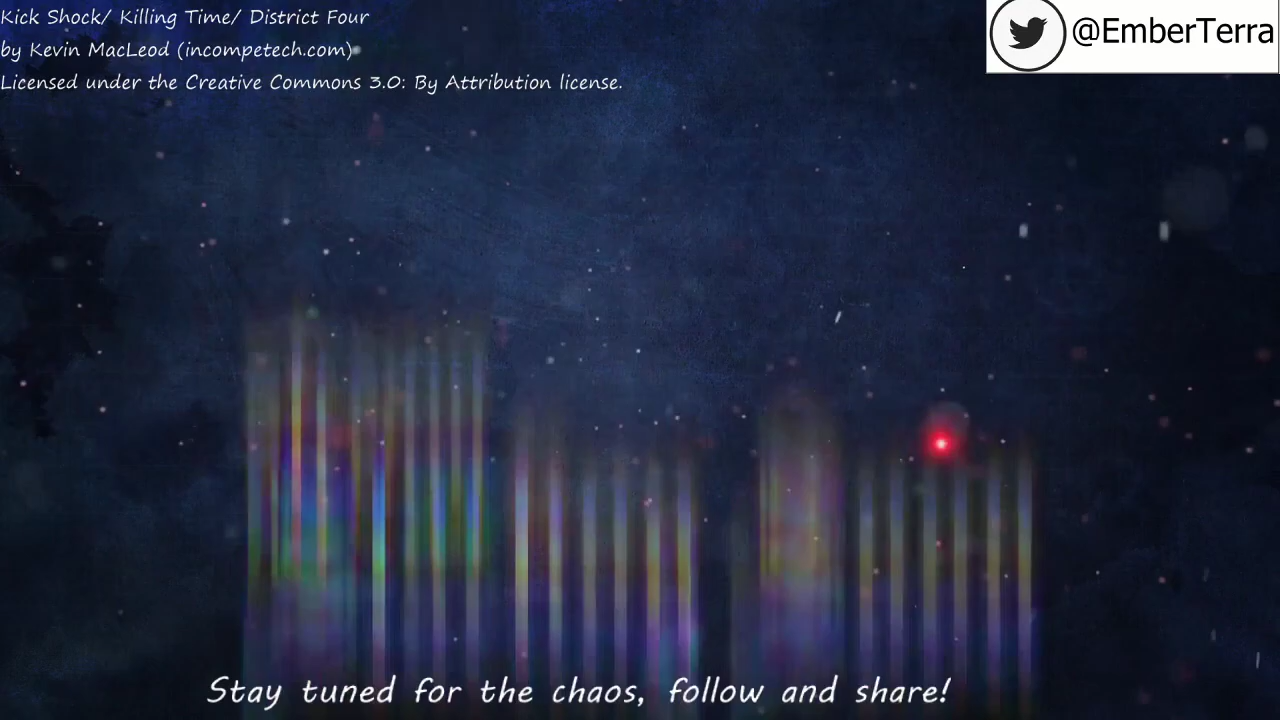 Kick Shock/ Killing Time/ District Four
by Kevin MacLeod (incompetech.com)
Licensed under the Creative Commons 3.0: By Attribution license.
@EmberTerra
Stay tuned for the chaos, follow and share!